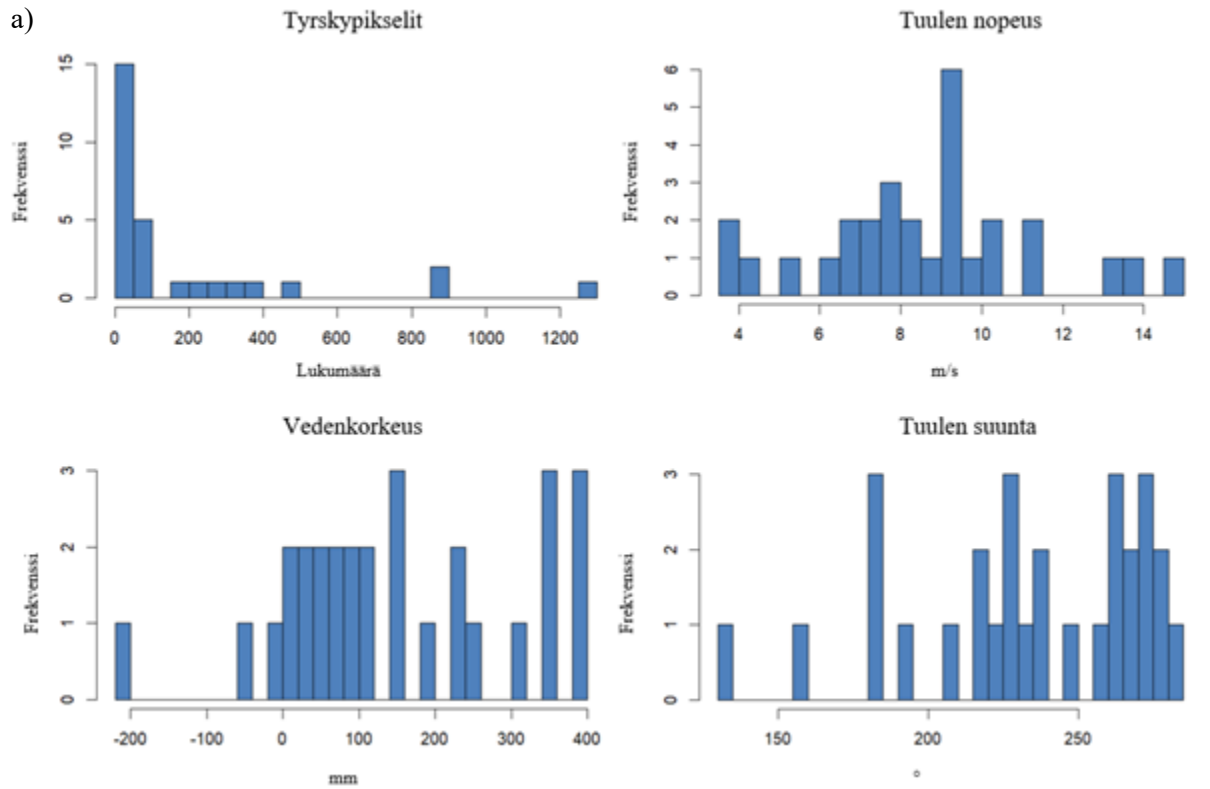 a)
Tyrskypikselit
Frekvenssi
15
10
5
0
0 200 400 600 800 1000 1200
Lukumäärä
Tuulen nopeus
Frekvenssi
6
5
4
3
2
1
0
4 6 8 10 12 14
m/s
Vedenkorkeus
Frekvenssi
3
2
1
0
-200 -100 0 100 200 300 400
mm
Tuulen suunta
Frekvenssi
3
2
1
0
150 200 250
°